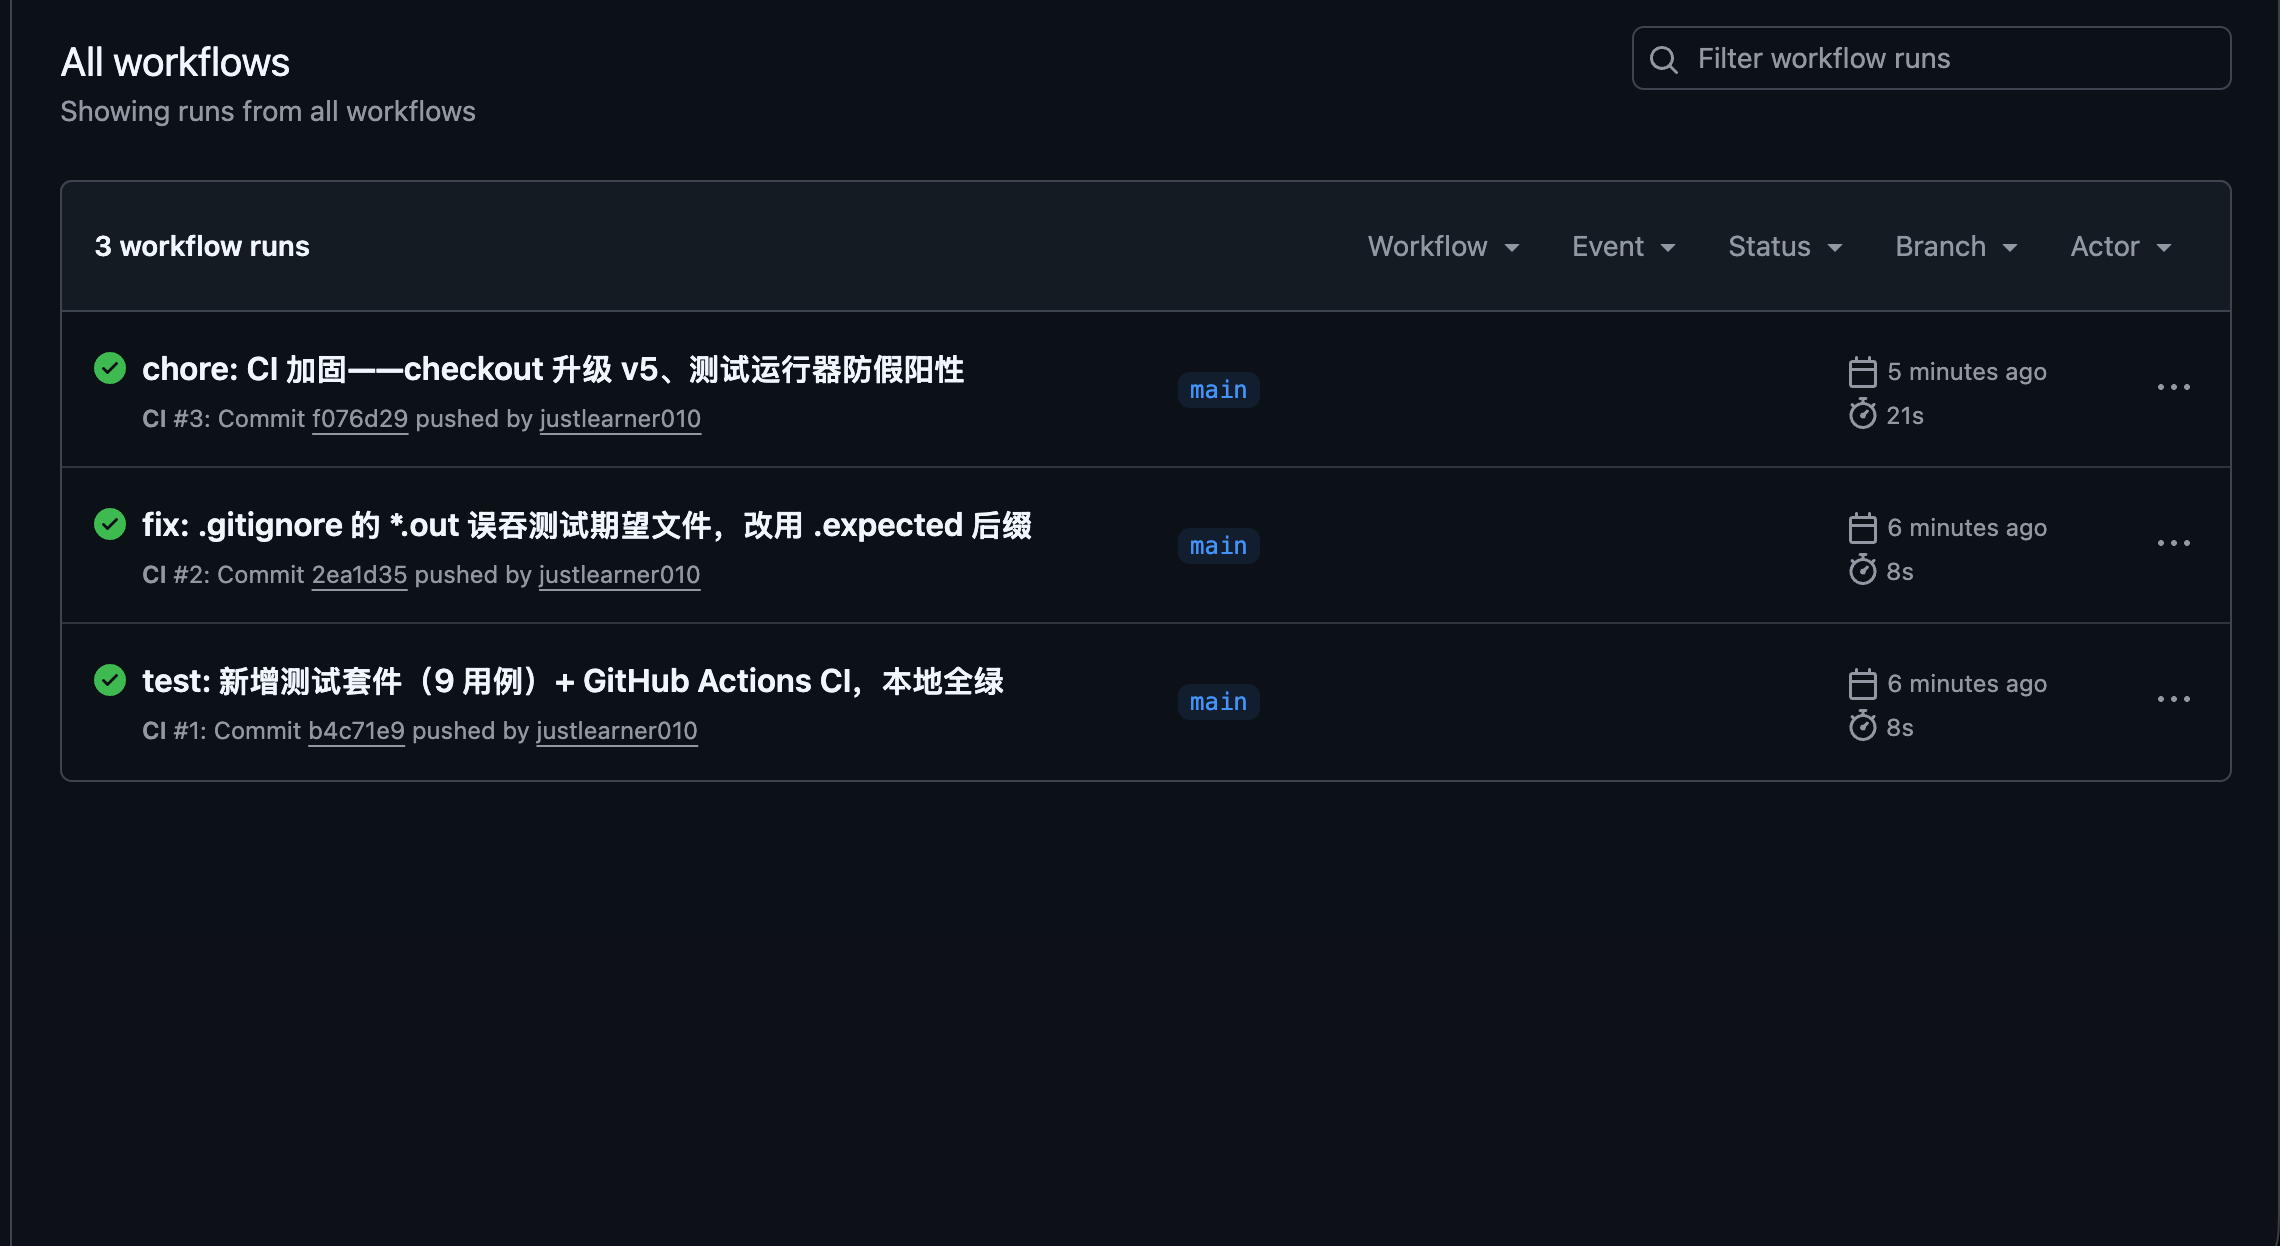 All workflows
Filter workflow runs
Showing runs from all workflows
3 workflow runs
Workflow
Event
Status
Branch
Actor
chore: CI 加固——checkout 升级 v5、测试运行器防假阳性
CI #3: Commit f076d29 pushed by justlearner010
main
5 minutes ago
21s
fix: .gitignore 的 *.out 误吞测试期望文件，改用 .expected 后缀
CI #2: Commit 2ea1d35 pushed by justlearner010
main
6 minutes ago
8s
test: 新增测试套件（9 用例）+ GitHub Actions CI，本地全绿
CI #1: Commit b4c71e9 pushed by justlearner010
main
6 minutes ago
8s